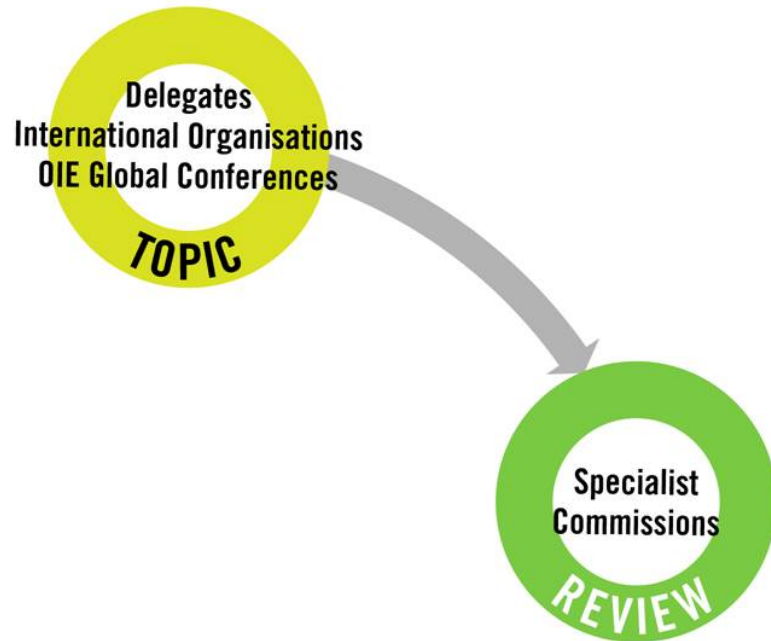 Delegates
International Organisations
OIE Global Conferences
TOPIC
Specialist
Commissions
REVIEW